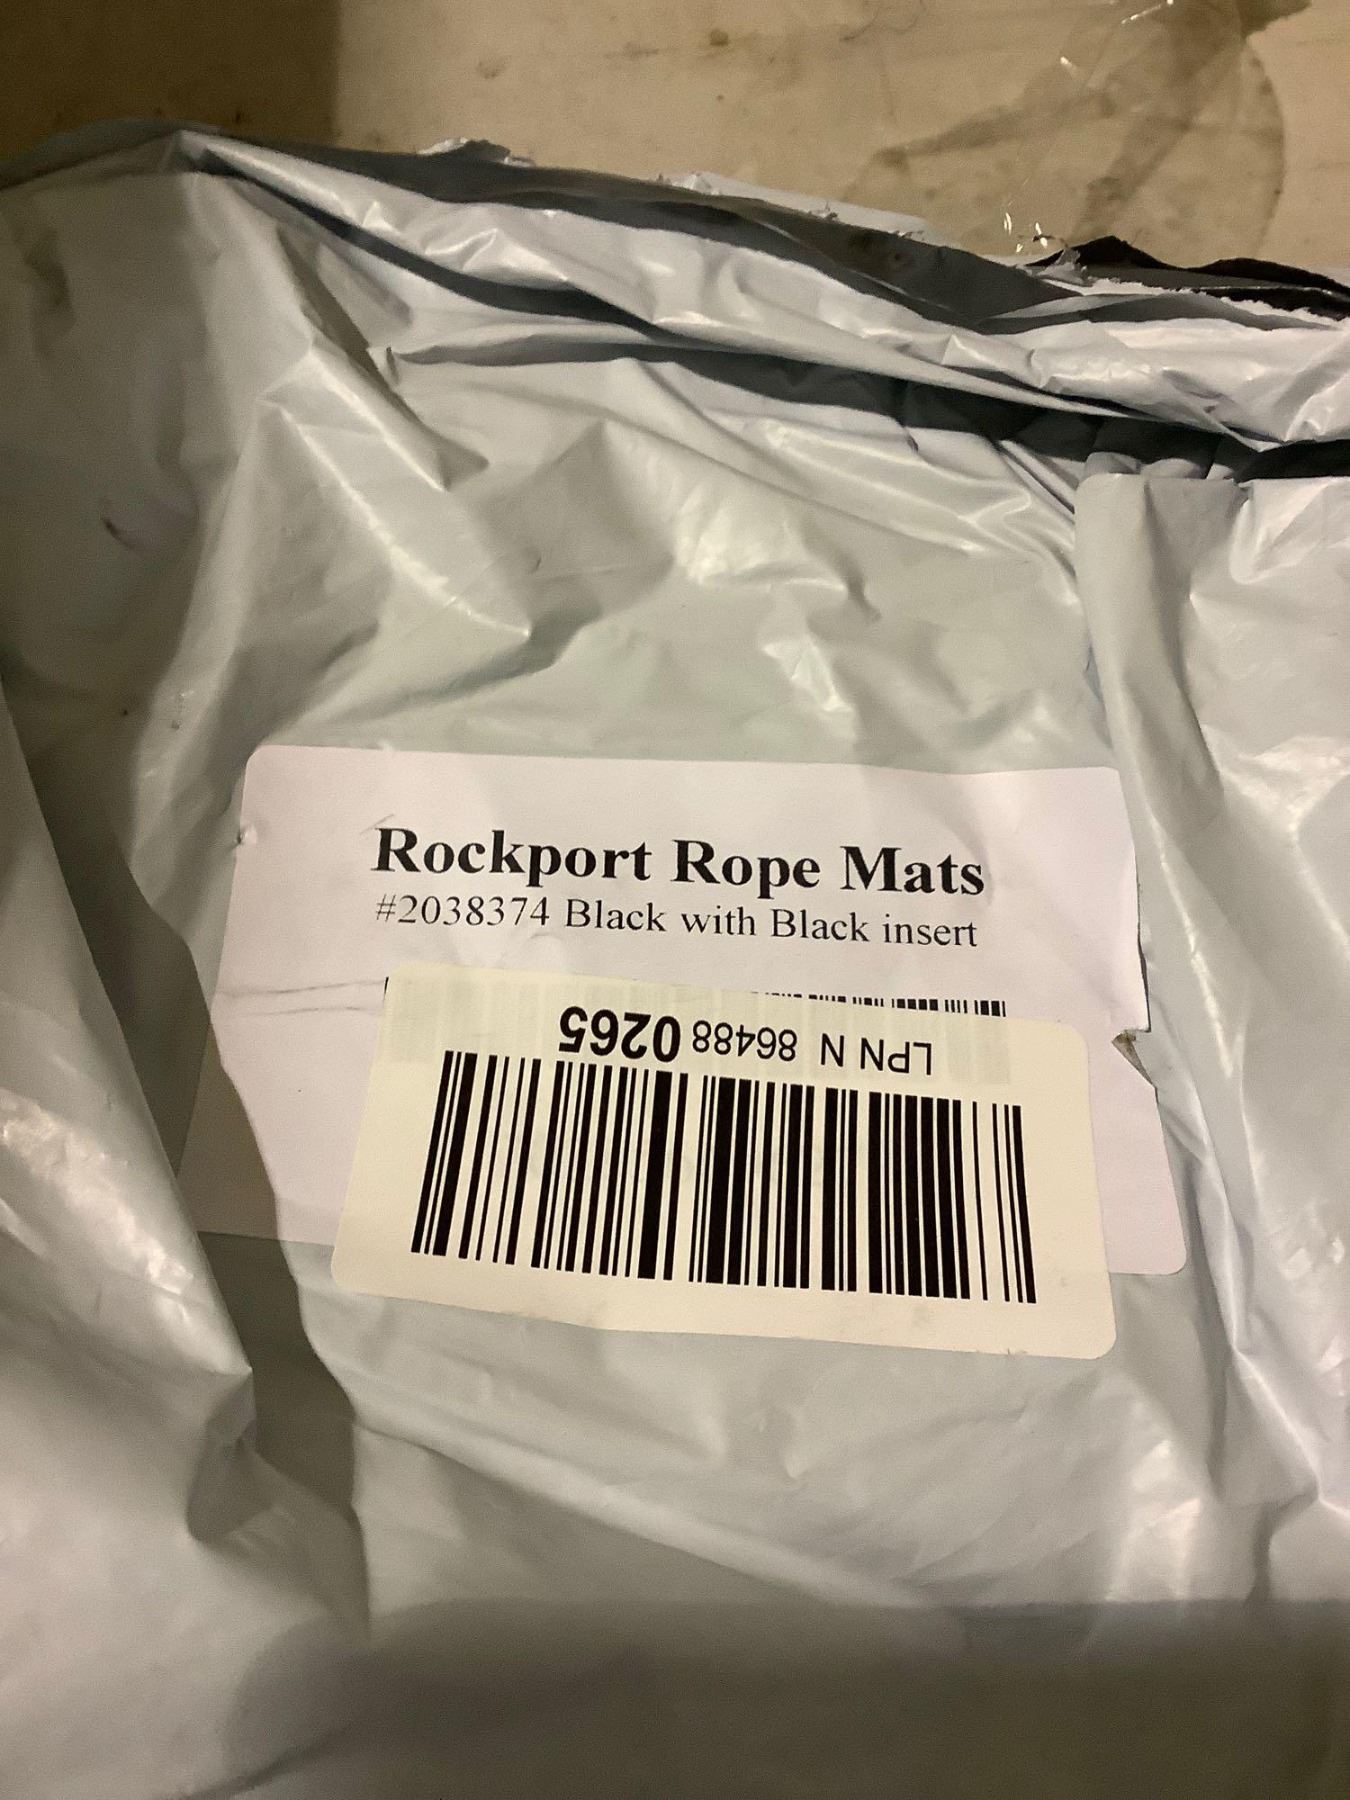 Rockport Rope Mats
#2038374 Black with Black insert
LPN N 86488 0265